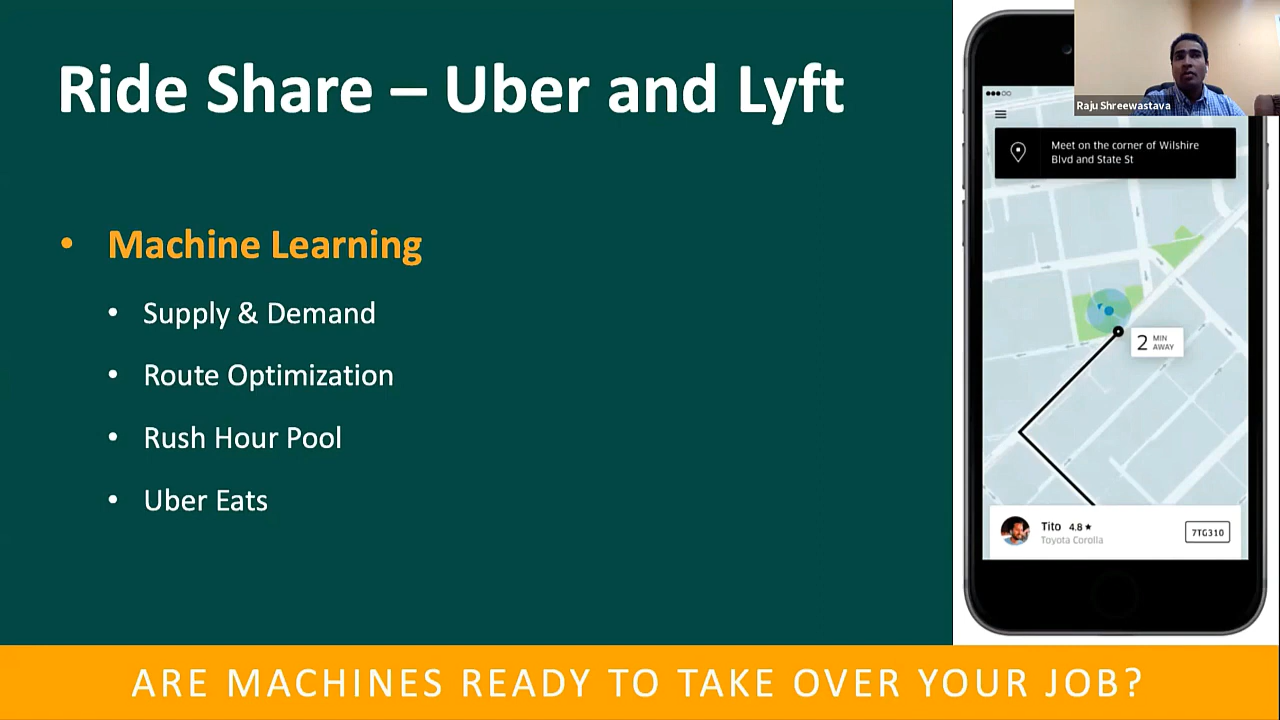 Ride Share – Uber and Lyft
• Machine Learning
• Supply & Demand
• Route Optimization
• Rush Hour Pool
• Uber Eats
Raju Shreewastava
Meet on the corner of Wilshire
Blvd and State St
2 MIN
AWAY
Tito 4.8 ★
Toyota Corolla
7TG310
ARE MACHINES READY TO TAKE OVER YOUR JOB?